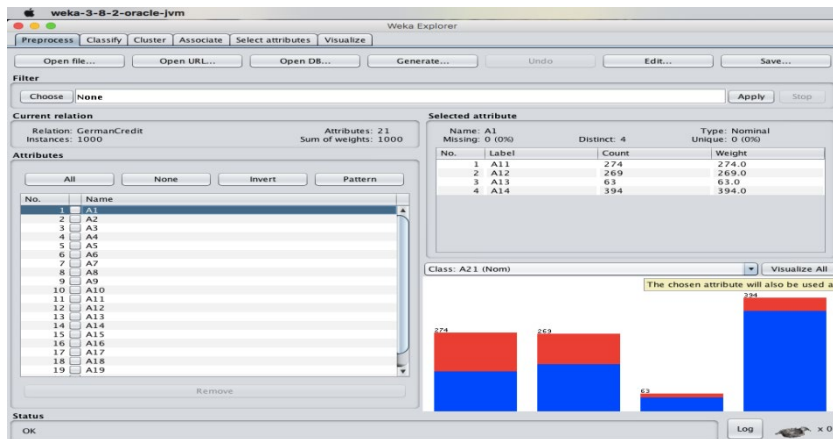 weka-3-8-2-oracle-jvm
Weka Explorer
Preprocess Classify Cluster Associate Select attributes Visualize
Open file... Open URL... Open DB... Generate... Undo Edit... Save...
Filter
Choose None Apply Stop
Current relation
Relation: GermanCredit Attributes: 21
Instances: 1000 Sum of weights: 1000
Attributes
All None Invert Pattern
No. Name
1 A1
2 A2
3 A3
4 A4
5 A5
6 A6
7 A7
8 A8
9 A9
10 A10
11 A11
12 A12
13 A13
14 A14
15 A15
16 A16
17 A17
18 A18
19 A19
Remove
Selected attribute
Name: A1 Type: Nominal
Missing: 0 (0%) Distinct: 4 Unique: 0 (0%)
No. Label Count Weight
1 A11 274 274.0
2 A12 269 269.0
3 A13 63 63.0
4 A14 394 394.0
Class: A21 (Nom) Visualize All
The chosen attribute will also be used a
274
269
63
394
Status
OK
Log x 0